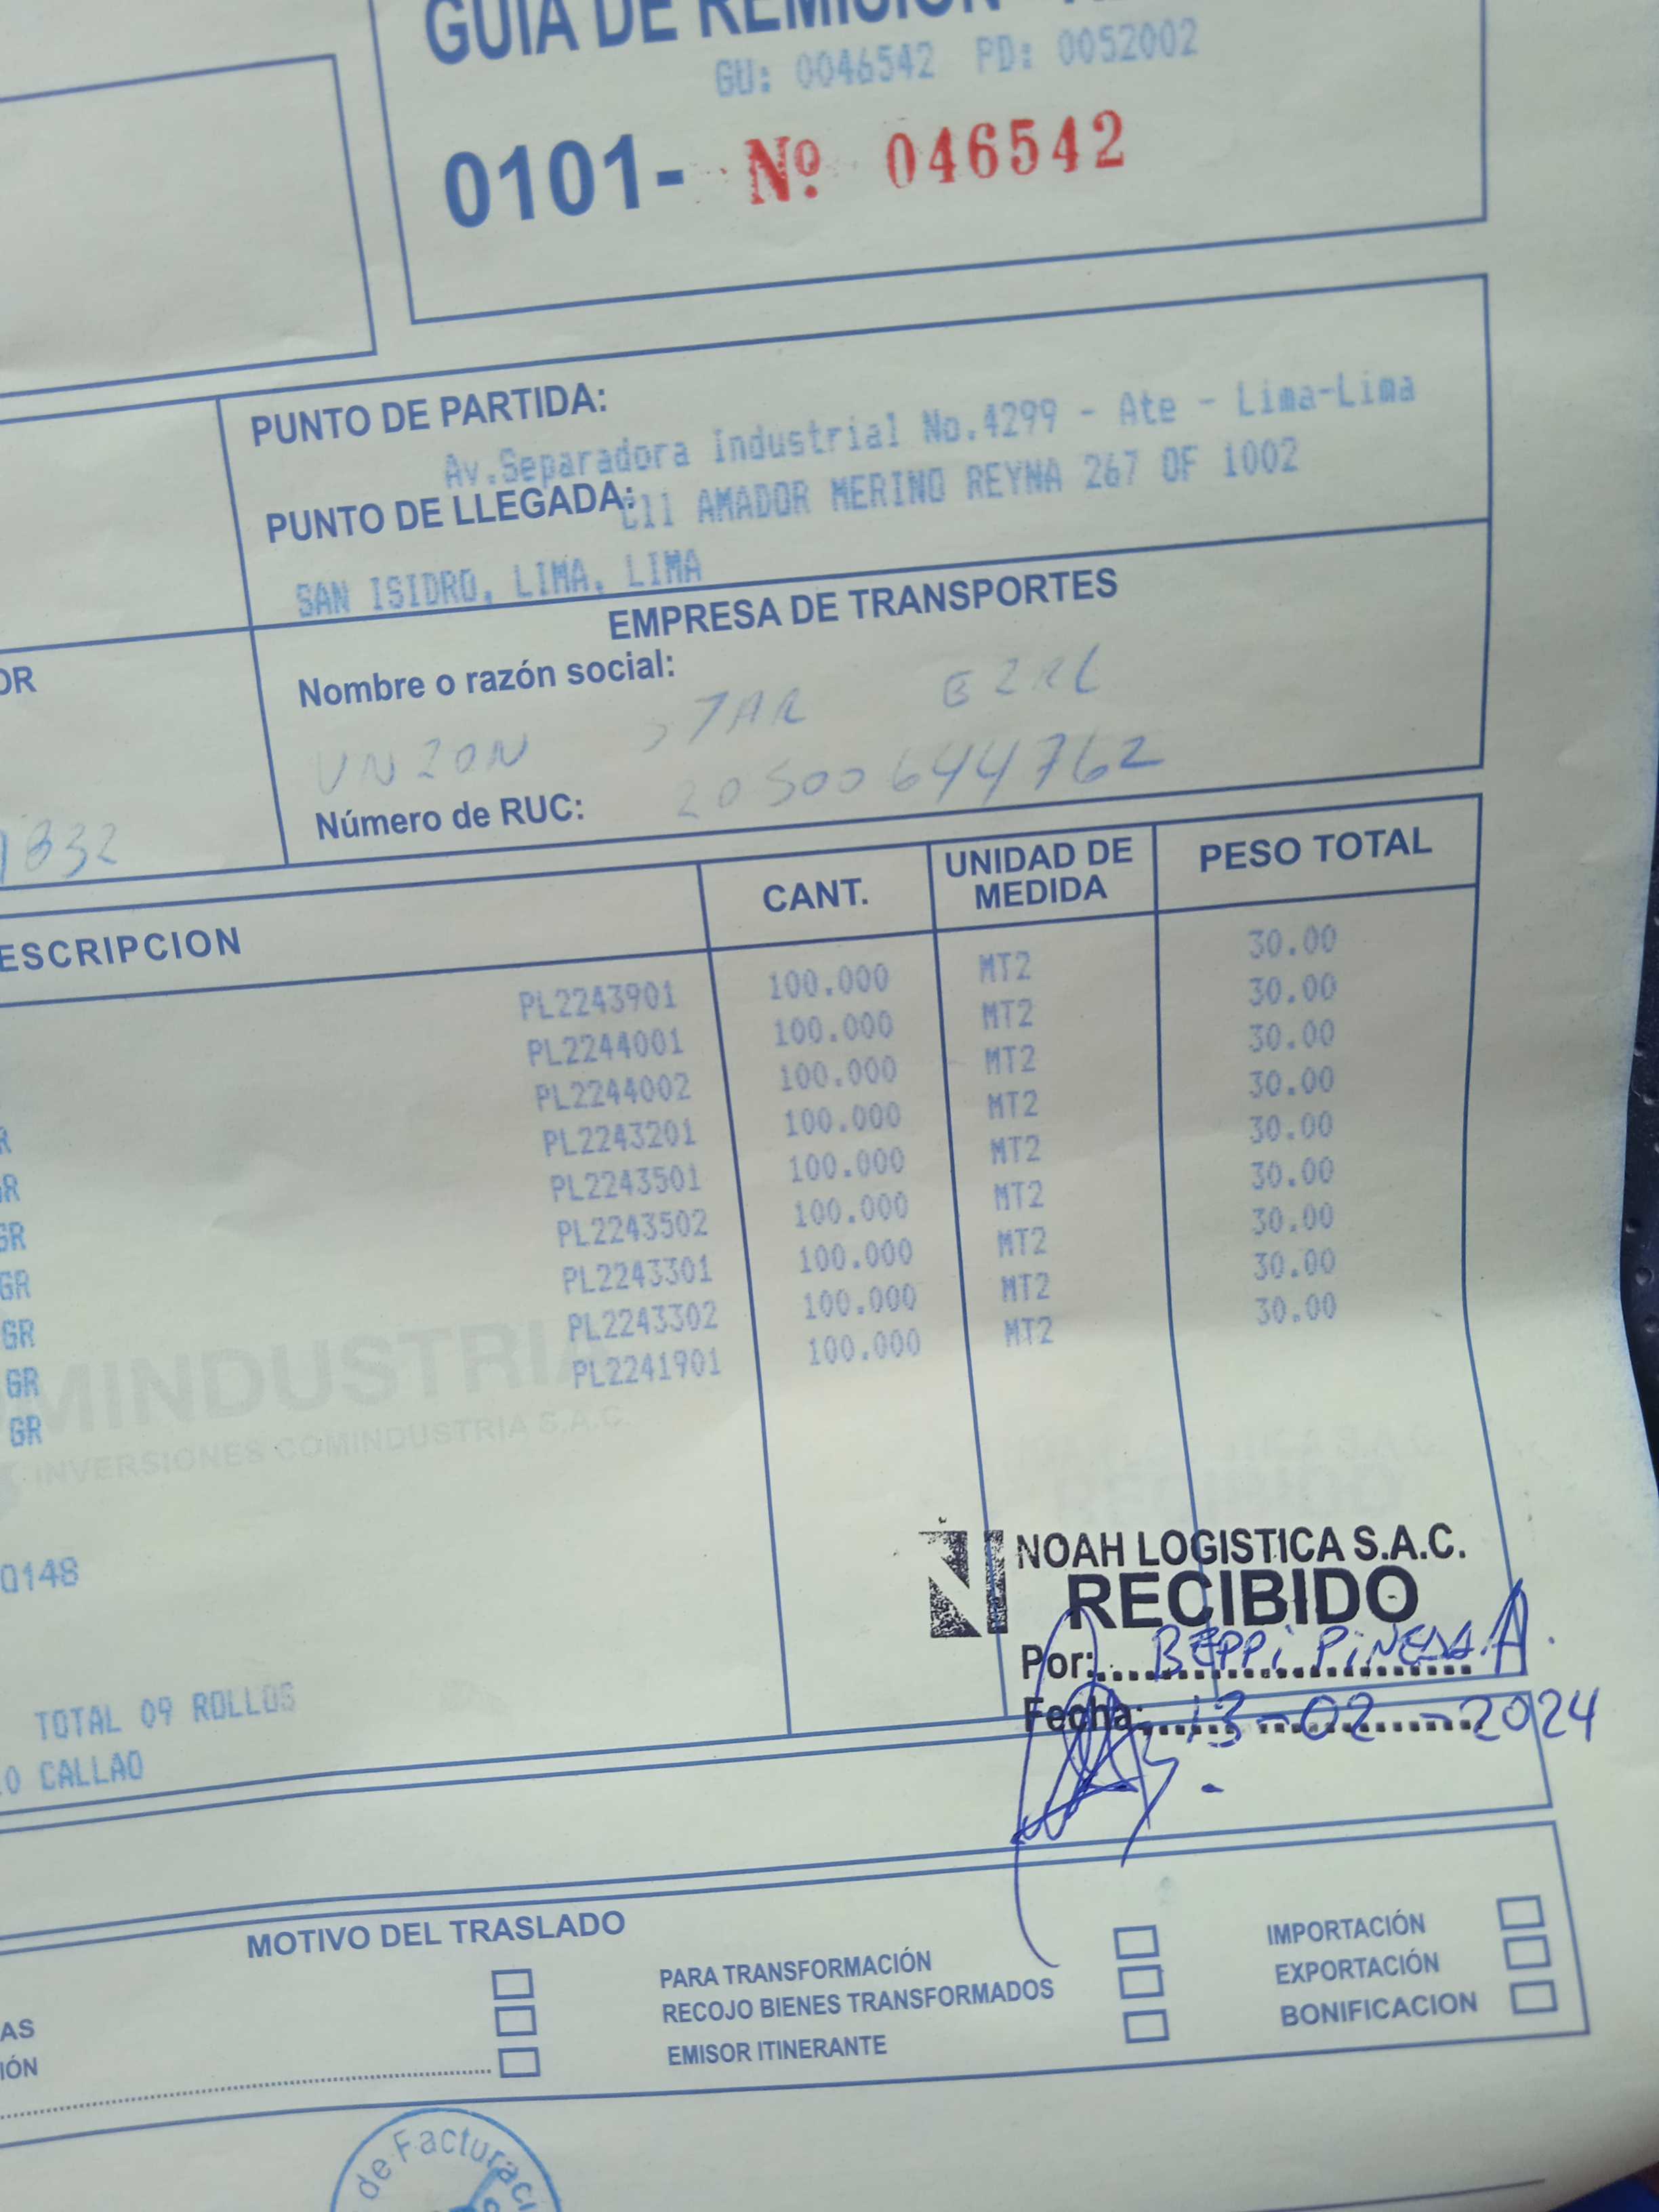 GUIA DE REMISIÓN
GU: 0046542 PD: 0052002
0101- Nº 046542
PUNTO DE PARTIDA:
Av.Separadora Industrial No.4299 - Ate - Lima-Lima
PUNTO DE LLEGADA: Cll AMADOR MERINO REYNA 267 OF 1002
SAN ISIDRO, LIMA, LIMA
OR
EMPRESA DE TRANSPORTES
Nombre o razón social:
UNION STAR EIRL
Número de RUC: 20500644762
1832
ESCRIPCION CANT. UNIDAD DE MEDIDA PESO TOTAL
PL2243901 100.000 MT2 30.00
PL2244001 100.000 MT2 30.00
PL2244002 100.000 MT2 30.00
R PL2243201 100.000 MT2 30.00
GR PL2243501 100.000 MT2 30.00
GR PL2243502 100.000 MT2 30.00
GR PL2243301 100.000 MT2 30.00
GR PL2243302 100.000 MT2 30.00
GR PL2241901 100.000 MT2 30.00
GR
OMINDUSTRIA
INVERSIONES COMINDUSTRIA S.A.C.
0148
NOAH LOGISTICA S.A.C.
RECIBIDO
Por: BEPPi PiNEDA A.
Fecha: 13-02-2024
TOTAL 09 ROLLOS
O CALLAO
MOTIVO DEL TRASLADO
PARA TRANSFORMACIÓN
RECOJO BIENES TRANSFORMADOS
EMISOR ITINERANTE
IMPORTACIÓN
EXPORTACIÓN
BONIFICACION
AS
IÓN
de Facturaci